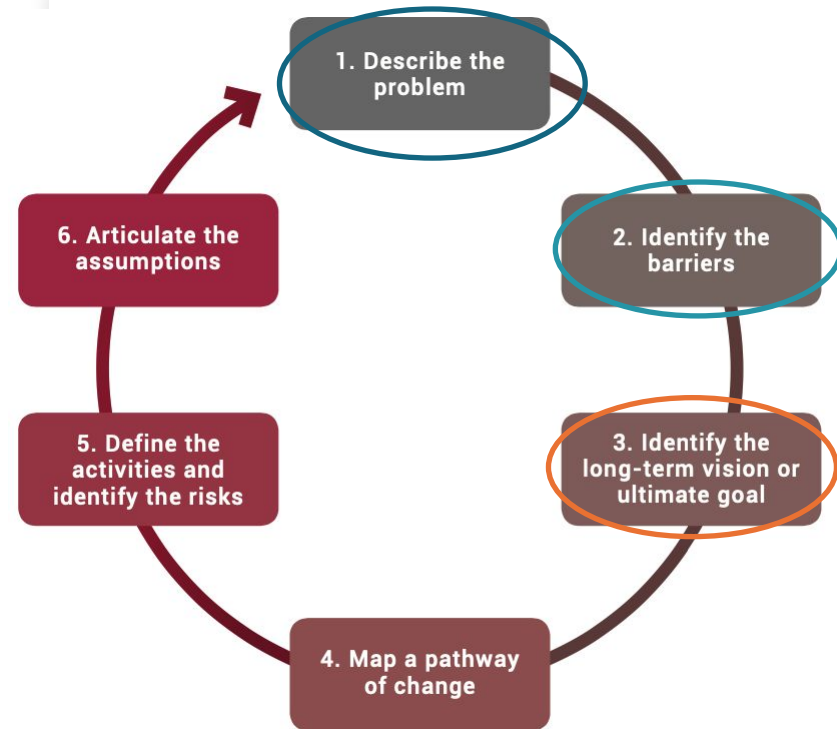 1. Describe the
problem
2. Identify the
barriers
3. Identify the
long-term vision or
ultimate goal
4. Map a pathway
of change
5. Define the
activities and
identify the risks
6. Articulate the
assumptions